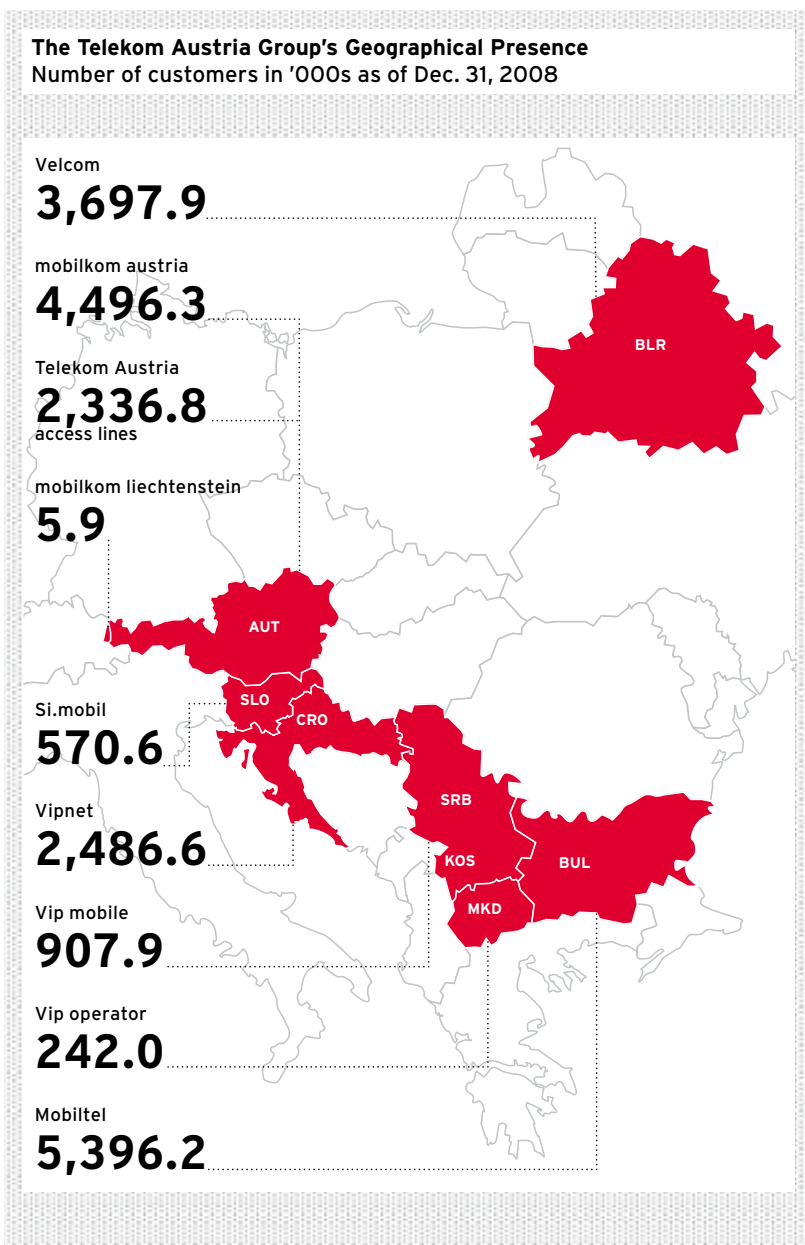 The Telekom Austria Group's Geographical Presence
Number of customers in '000s as of Dec. 31, 2008
Velcom
3,697.9
mobilkom austria
4,496.3
BLR
Telekom Austria
2,336.8
access lines
mobilkom liechtenstein
5.9
AUT
SLO
Si.mobil
CRO
570.6
SRB
Vipnet
2,486.6
KOS
BUL
Vip mobile
MKD
907.9
Vip operator
242.0
Mobiltel
5,396.2